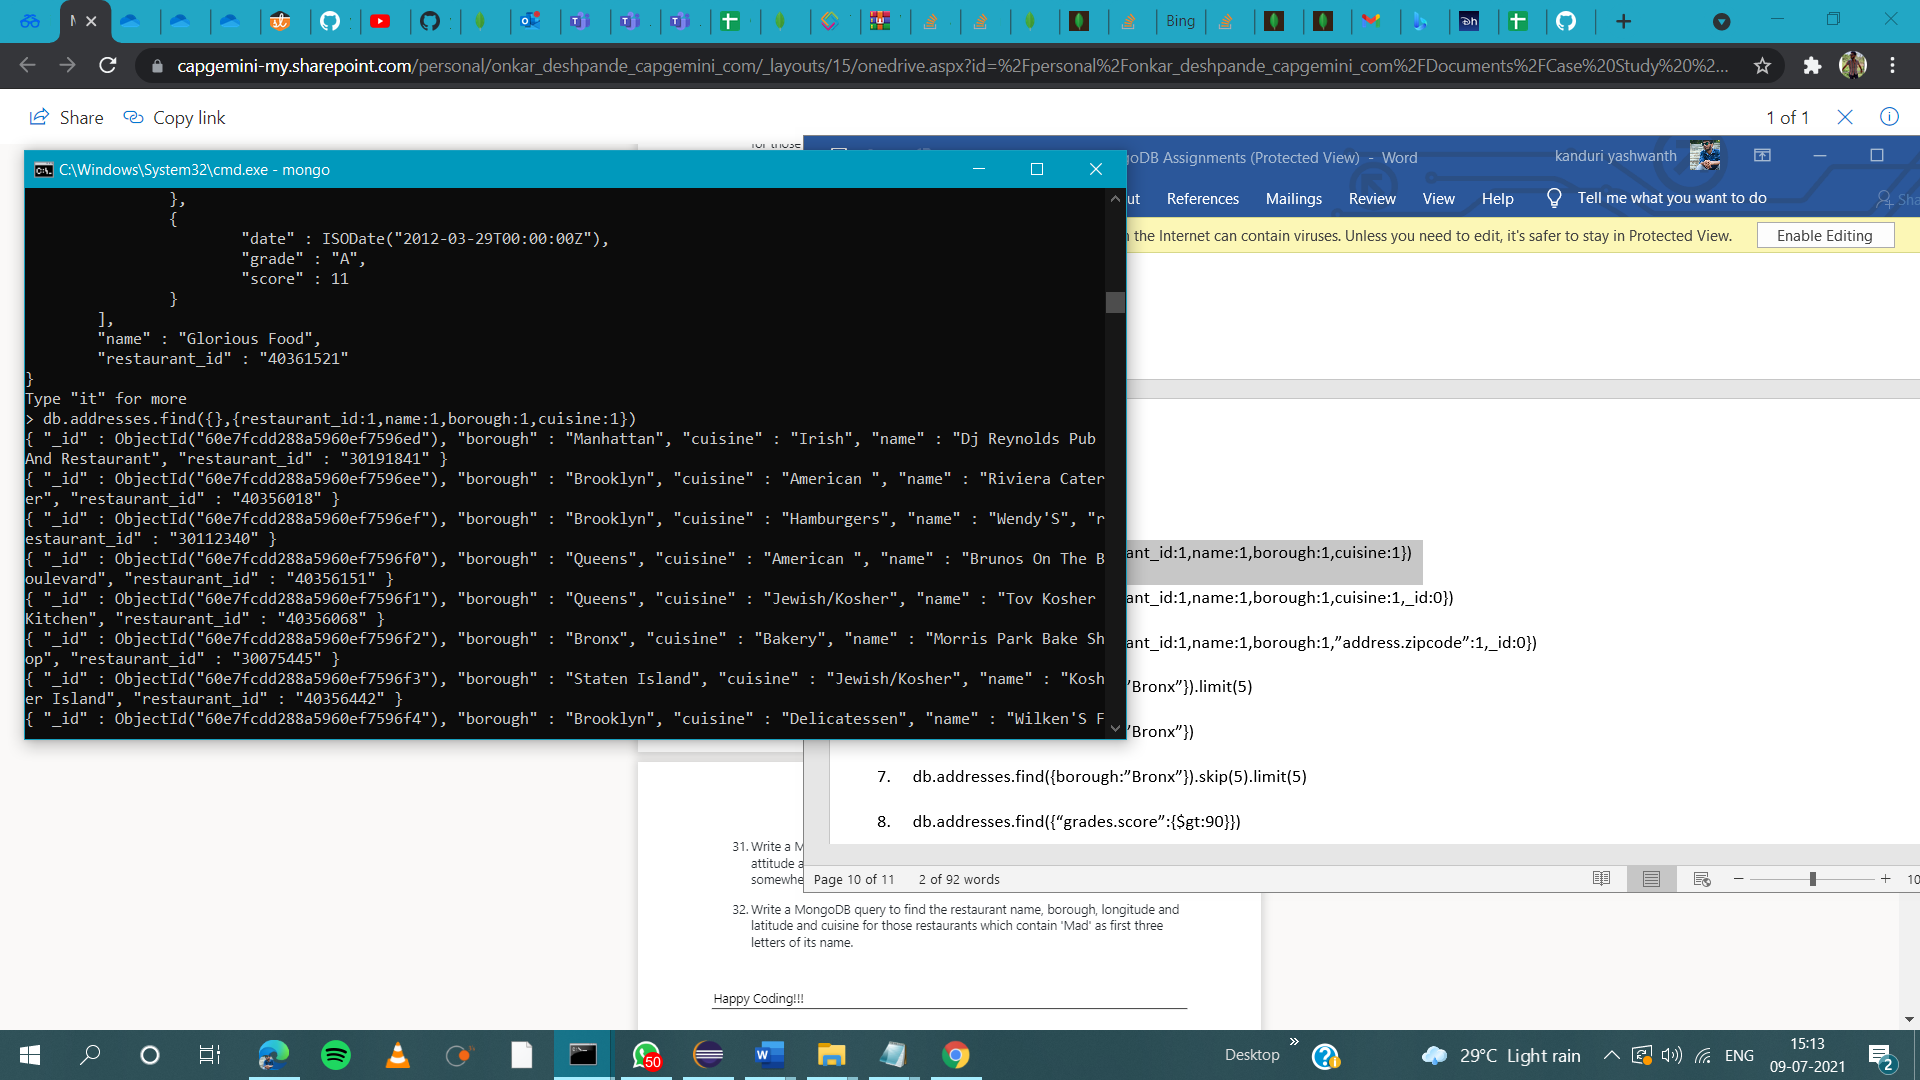 Bing
capgemini-my.sharepoint.com/personal/onkar_deshpande_capgemini_com/_layouts/15/onedrive.aspx?id=%2Fpersonal%2Fonkar_deshpande_capgemini_com%2FDocuments%2FCase%20Study%20%2...
Share
Copy link
1 of 1
for those
C:\Windows\System32\cmd.exe - mongo
goDB Assignments (Protected View) - Word
kanduri yashwanth
ut References Mailings Review View Help Tell me what you want to do Sha
n the Internet can contain viruses. Unless you need to edit, it's safer to stay in Protected View. Enable Editing
},
{
"date" : ISODate("2012-03-29T00:00:00Z"),
"grade" : "A",
"score" : 11
}
],
"name" : "Glorious Food",
"restaurant_id" : "40361521"
}
Type "it" for more
> db.addresses.find({},{restaurant_id:1,name:1,borough:1,cuisine:1})
{ "_id" : ObjectId("60e7fcdd288a5960ef7596ed"), "borough" : "Manhattan", "cuisine" : "Irish", "name" : "Dj Reynolds Pub
And Restaurant", "restaurant_id" : "30191841" }
{ "_id" : ObjectId("60e7fcdd288a5960ef7596ee"), "borough" : "Brooklyn", "cuisine" : "American ", "name" : "Riviera Cater
er", "restaurant_id" : "40356018" }
{ "_id" : ObjectId("60e7fcdd288a5960ef7596ef"), "borough" : "Brooklyn", "cuisine" : "Hamburgers", "name" : "Wendy'S", "r
estaurant_id" : "30112340" }
{ "_id" : ObjectId("60e7fcdd288a5960ef7596f0"), "borough" : "Queens", "cuisine" : "American ", "name" : "Brunos On The B
oulevard", "restaurant_id" : "40356151" }
{ "_id" : ObjectId("60e7fcdd288a5960ef7596f1"), "borough" : "Queens", "cuisine" : "Jewish/Kosher", "name" : "Tov Kosher
Kitchen", "restaurant_id" : "40356068" }
{ "_id" : ObjectId("60e7fcdd288a5960ef7596f2"), "borough" : "Bronx", "cuisine" : "Bakery", "name" : "Morris Park Bake Sh
op", "restaurant_id" : "30075445" }
{ "_id" : ObjectId("60e7fcdd288a5960ef7596f3"), "borough" : "Staten Island", "cuisine" : "Jewish/Kosher", "name" : "Kosh
er Island", "restaurant_id" : "40356442" }
{ "_id" : ObjectId("60e7fcdd288a5960ef7596f4"), "borough" : "Brooklyn", "cuisine" : "Delicatessen", "name" : "Wilken'S F
ant_id:1,name:1,borough:1,cuisine:1})
ant_id:1,name:1,borough:1,cuisine:1,_id:0})
ant_id:1,name:1,borough:1,”address.zipcode”:1,_id:0})
”Bronx”}).limit(5)
”Bronx”})
7. db.addresses.find({borough:”Bronx”}).skip(5).limit(5)
8. db.addresses.find({“grades.score”:{$gt:90}})
Page 10 of 11 2 of 92 words
10
31. Write a M
attitude a
somewhe
32. Write a MongoDB query to find the restaurant name, borough, longitude and
latitude and cuisine for those restaurants which contain 'Mad' as first three
letters of its name.
Happy Coding!!!
50
Desktop
29°C Light rain
ENG
15:13
09-07-2021
2